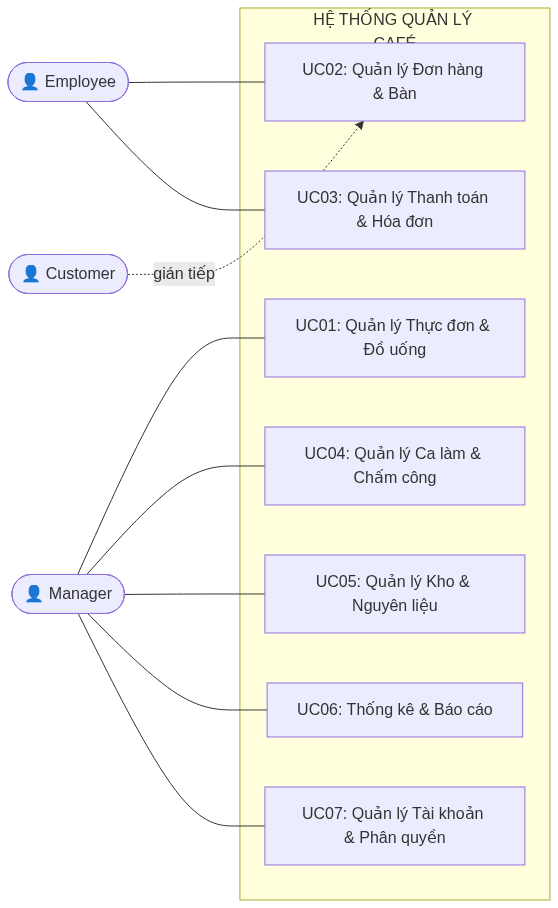 HỆ THỐNG QUẢN LÝ
CAFÉ
Employee
UC02: Quản lý Đơn hàng
& Bàn
UC03: Quản lý Thanh toán
& Hóa đơn
Customer
gián tiếp
UC01: Quản lý Thực đơn &
Đồ uống
UC04: Quản lý Ca làm &
Chấm công
Manager
UC05: Quản lý Kho &
Nguyên liệu
UC06: Thống kê & Báo cáo
UC07: Quản lý Tài khoản
& Phân quyền